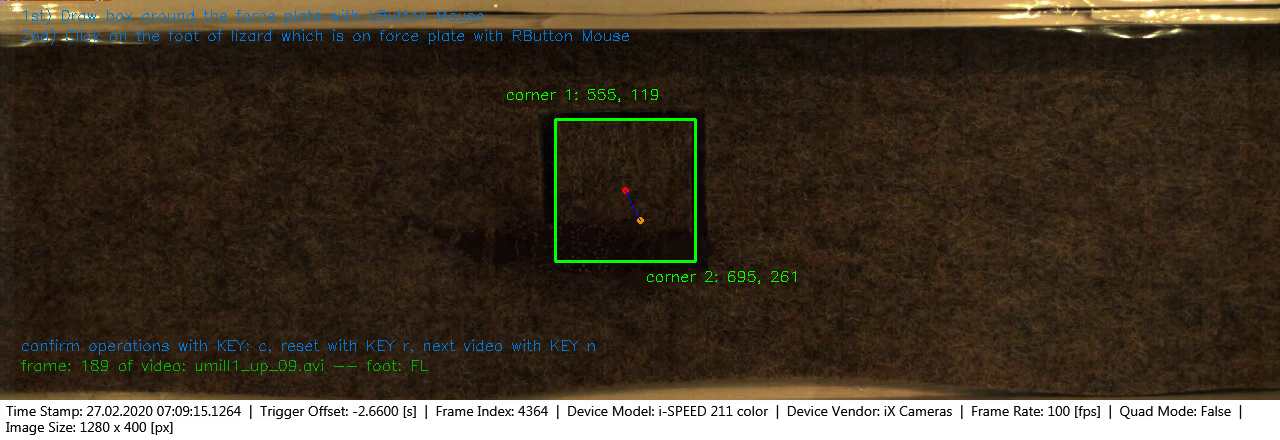 1st) Draw box around the force plate with LButton Mouse
2nd) Click on the foot of lizard which is on force plate with RButton Mouse
corner 1: 555, 119
corner 2: 695, 261
confirm operations with KEY: c, reset with KEY r, next video with KEY n
frame: 189 of video: umill1_up_09.avi -- foot: FL
Time Stamp: 27.02.2020 07:09:15.1264 | Trigger Offset: -2.6600 [s] | Frame Index: 4364 | Device Model: i-SPEED 211 color | Device Vendor: iX Cameras | Frame Rate: 100 [fps] | Quad Mode: False |
Image Size: 1280 x 400 [px]